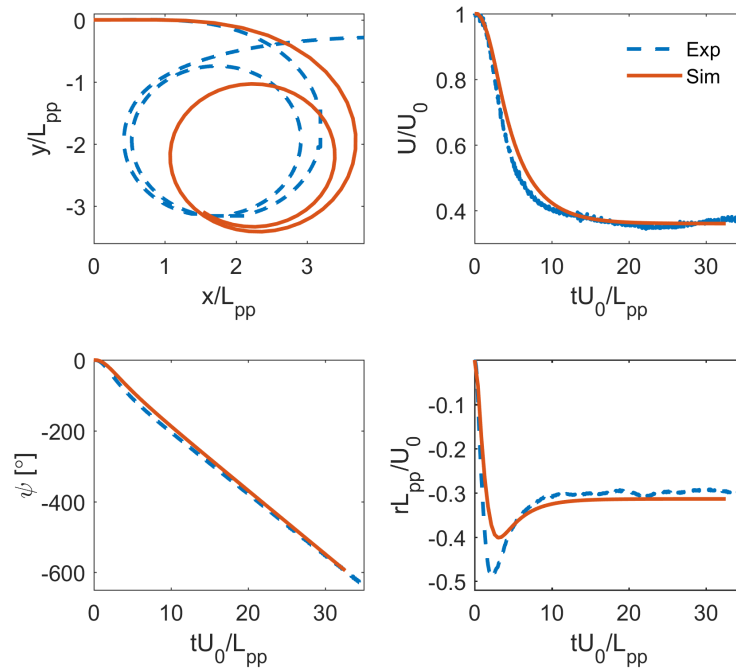 0
-1
-2
-3
y/L_pp
0 1 2 3
x/L_pp
1
0.8
0.6
0.4
U/U_0
Exp
Sim
0 10 20 30
tU_0/L_pp
0
-200
-400
-600
ψ [°]
0 10 20 30
tU_0/L_pp
-0.1
-0.2
-0.3
-0.4
-0.5
rL_pp/U_0
0 10 20 30
tU_0/L_pp